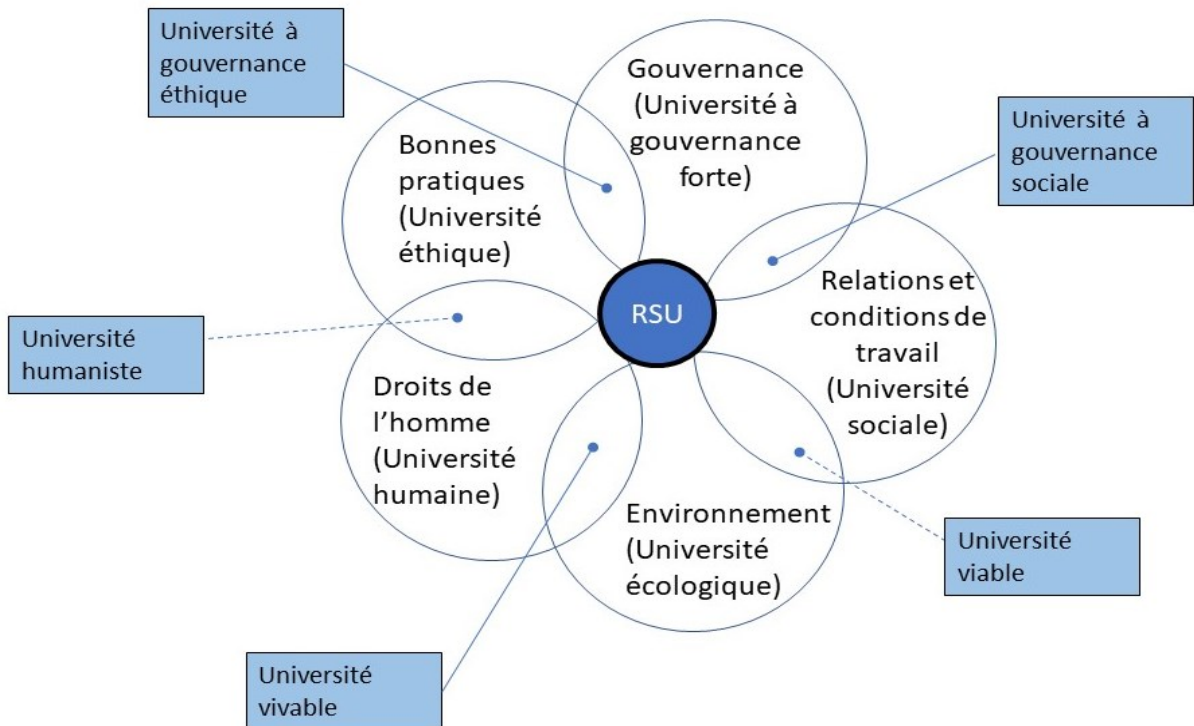 Université à
gouvernance
éthique
Gouvernance
(Université à
gouvernance
forte)
Université à
gouvernance
sociale
Bonnes
pratiques
(Université
éthique)
RSU
Relations et
conditions de
travail
(Université
sociale)
Université
humaniste
Droits de
l’homme
(Université
humaine)
Environnement
(Université
écologique)
Université
viable
Université
vivable